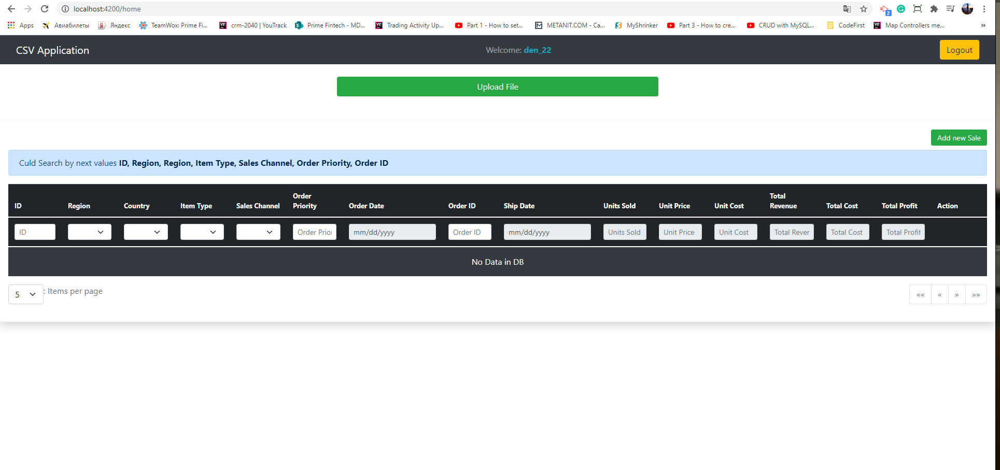 localhost:4200/home
2
Apps Авиабилеты Яндекс TeamWox: Prime Fi... YT crm-2040 | YouTrack Prime Fintech - MD... YT Trading Activity Up... Part 1 - How to set... METANIT.COM - Ca... MyShrinker Part 3 - How to cre... CRUD with MySQL... CodeFirst YT Map Controllers me... »
CSV Application Welcome: den_22 Logout
Upload File
Add new Sale
Culd Search by next values ID, Region, Region, Item Type, Sales Channel, Order Priority, Order ID
ID Region Country Item Type Sales Channel Order Priority Order Date Order ID Ship Date Units Sold Unit Price Unit Cost Total Revenue Total Cost Total Profit Action
ID Order Prior mm/dd/yyyy Order ID mm/dd/yyyy Units Sold Unit Price Unit Cost Total Rever Total Cost Total Profit
No Data in DB
5 : Items per page «« « » »»